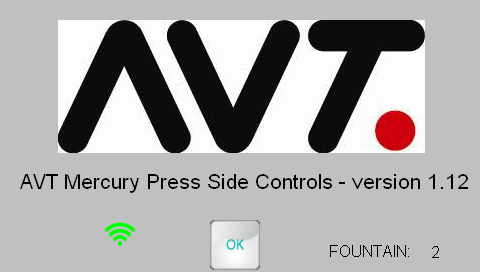 AVT.
AVT Mercury Press Side Controls - version 1.12
OK
FOUNTAIN: 2